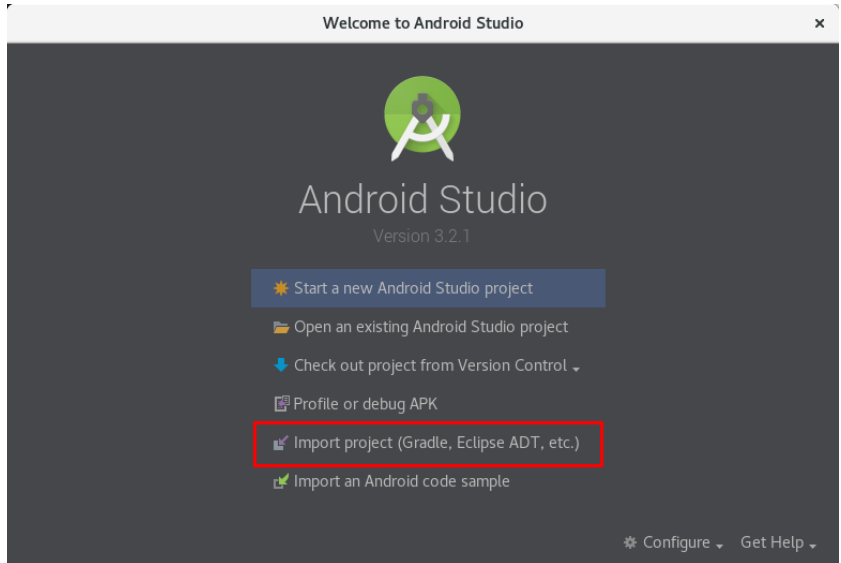 Welcome to Android Studio
Android Studio
Version 3.2.1
Start a new Android Studio project
Open an existing Android Studio project
Check out project from Version Control
Profile or debug APK
Import project (Gradle, Eclipse ADT, etc.)
Import an Android code sample
Configure Get Help